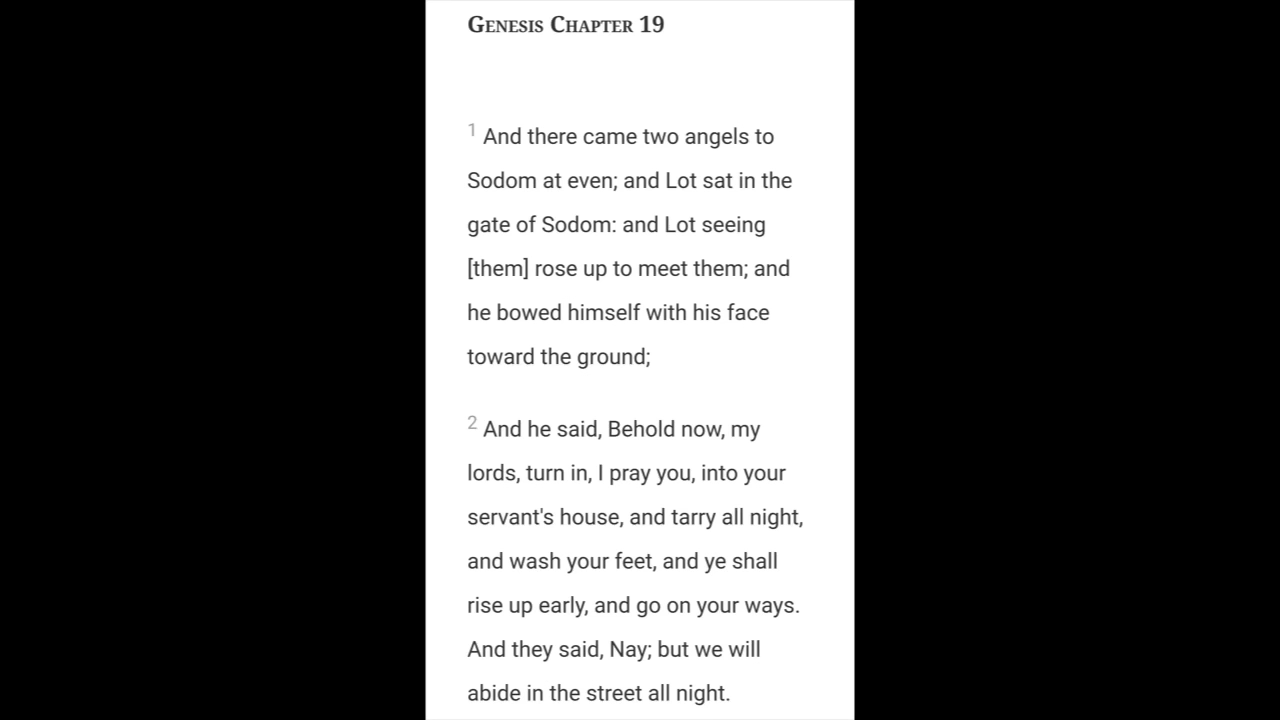 Genesis Chapter 19
1 And there came two angels to
Sodom at even; and Lot sat in the
gate of Sodom: and Lot seeing
[them] rose up to meet them; and
he bowed himself with his face
toward the ground;
2 And he said, Behold now, my
lords, turn in, I pray you, into your
servant's house, and tarry all night,
and wash your feet, and ye shall
rise up early, and go on your ways.
And they said, Nay; but we will
abide in the street all night.